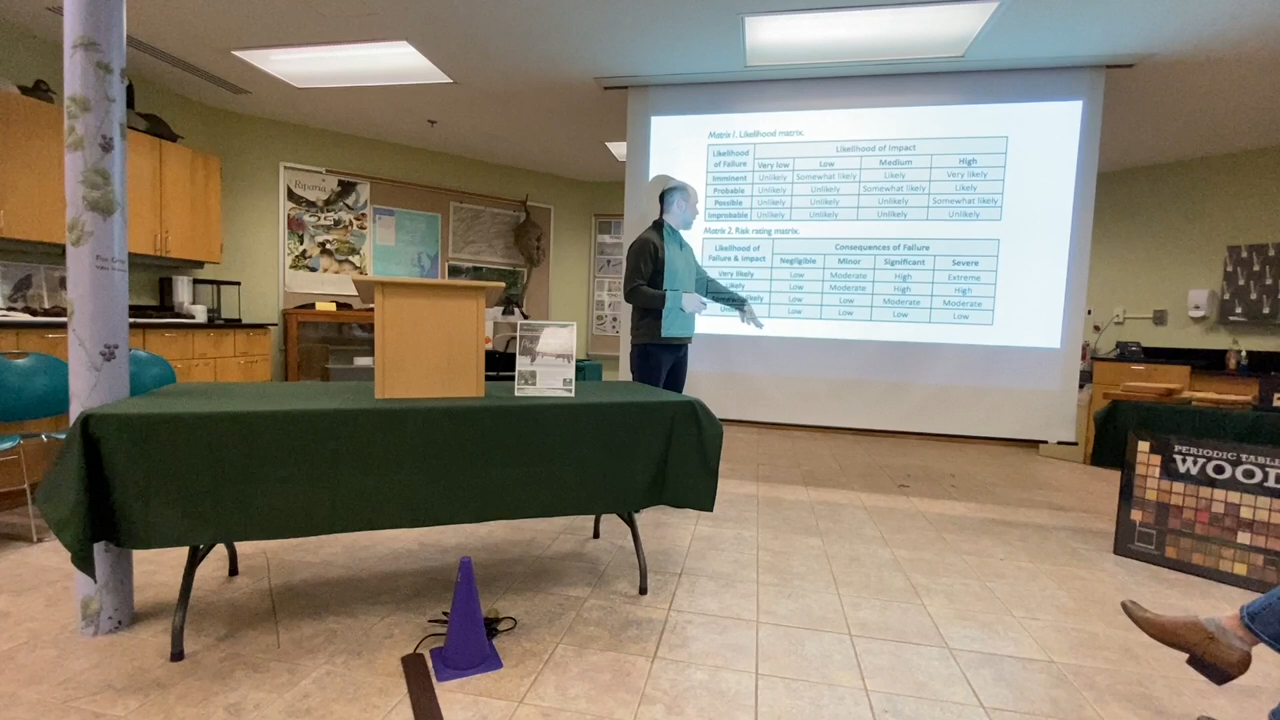 Matrix 1. Likelihood matrix.
Likelihood of Failure Likelihood of Impact
Very low Low Medium High
Imminent Unlikely Somewhat likely Likely Very likely
Probable Unlikely Unlikely Somewhat likely Likely
Possible Unlikely Unlikely Unlikely Somewhat likely
Improbable Unlikely Unlikely Unlikely Unlikely
Matrix 2. Risk rating matrix.
Likelihood of Failure & Impact Consequences of Failure
Negligible Minor Significant Severe
Very likely Low Moderate High Extreme
Likely Low Moderate High High
likely Low Low Moderate Moderate
Low Low Low Low
Riparia
PERIODIC TABLE
WOOD